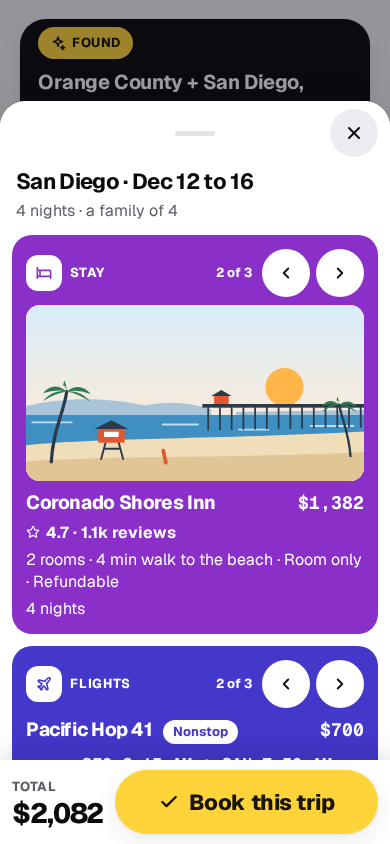 FOUND
Orange County + San Diego,
San Diego · Dec 12 to 16
4 nights · a family of 4
STAY
2 of 3
Coronado Shores Inn
$1,382
4.7 · 1.1k reviews
2 rooms · 4 min walk to the beach · Room only
· Refundable
4 nights
FLIGHTS
2 of 3
Pacific Hop 41
Nonstop
$700
TOTAL
$2,082
Book this trip